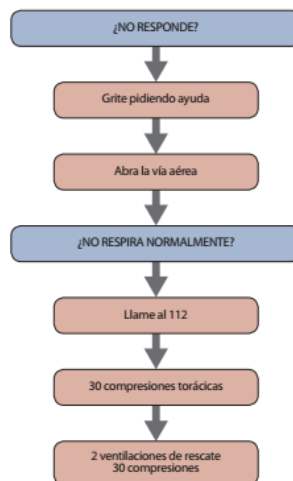 ¿NO RESPONDE?
Grite pidiendo ayuda
Abra la vía aérea
¿NO RESPIRA NORMALMENTE?
Llame al 112
30 compresiones torácicas
2 ventilaciones de rescate
30 compresiones